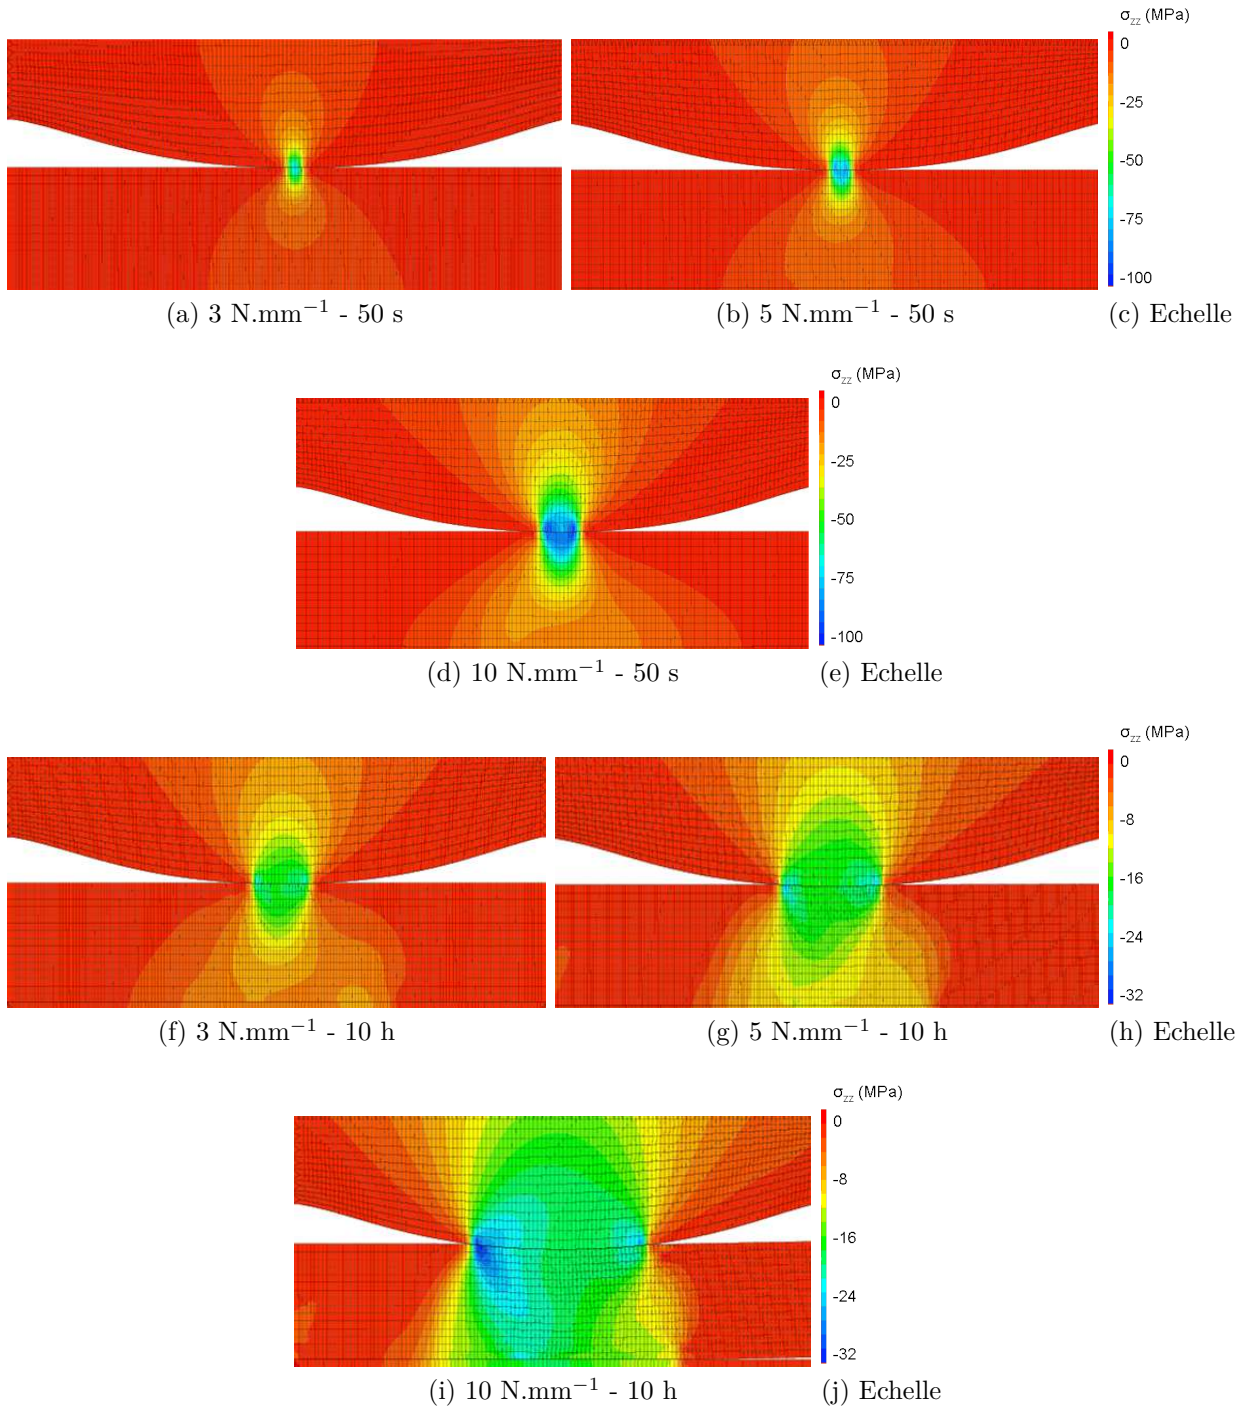 σzz (MPa)
0
-25
-50
-75
-100
(a) 3 N.mm−1 - 50 s
(b) 5 N.mm−1 - 50 s
(c) Echelle
σzz (MPa)
0
-25
-50
-75
-100
(d) 10 N.mm−1 - 50 s
(e) Echelle
σzz (MPa)
0
-8
-16
-24
-32
(f) 3 N.mm−1 - 10 h
(g) 5 N.mm−1 - 10 h
(h) Echelle
σzz (MPa)
0
-8
-16
-24
-32
(i) 10 N.mm−1 - 10 h
(j) Echelle